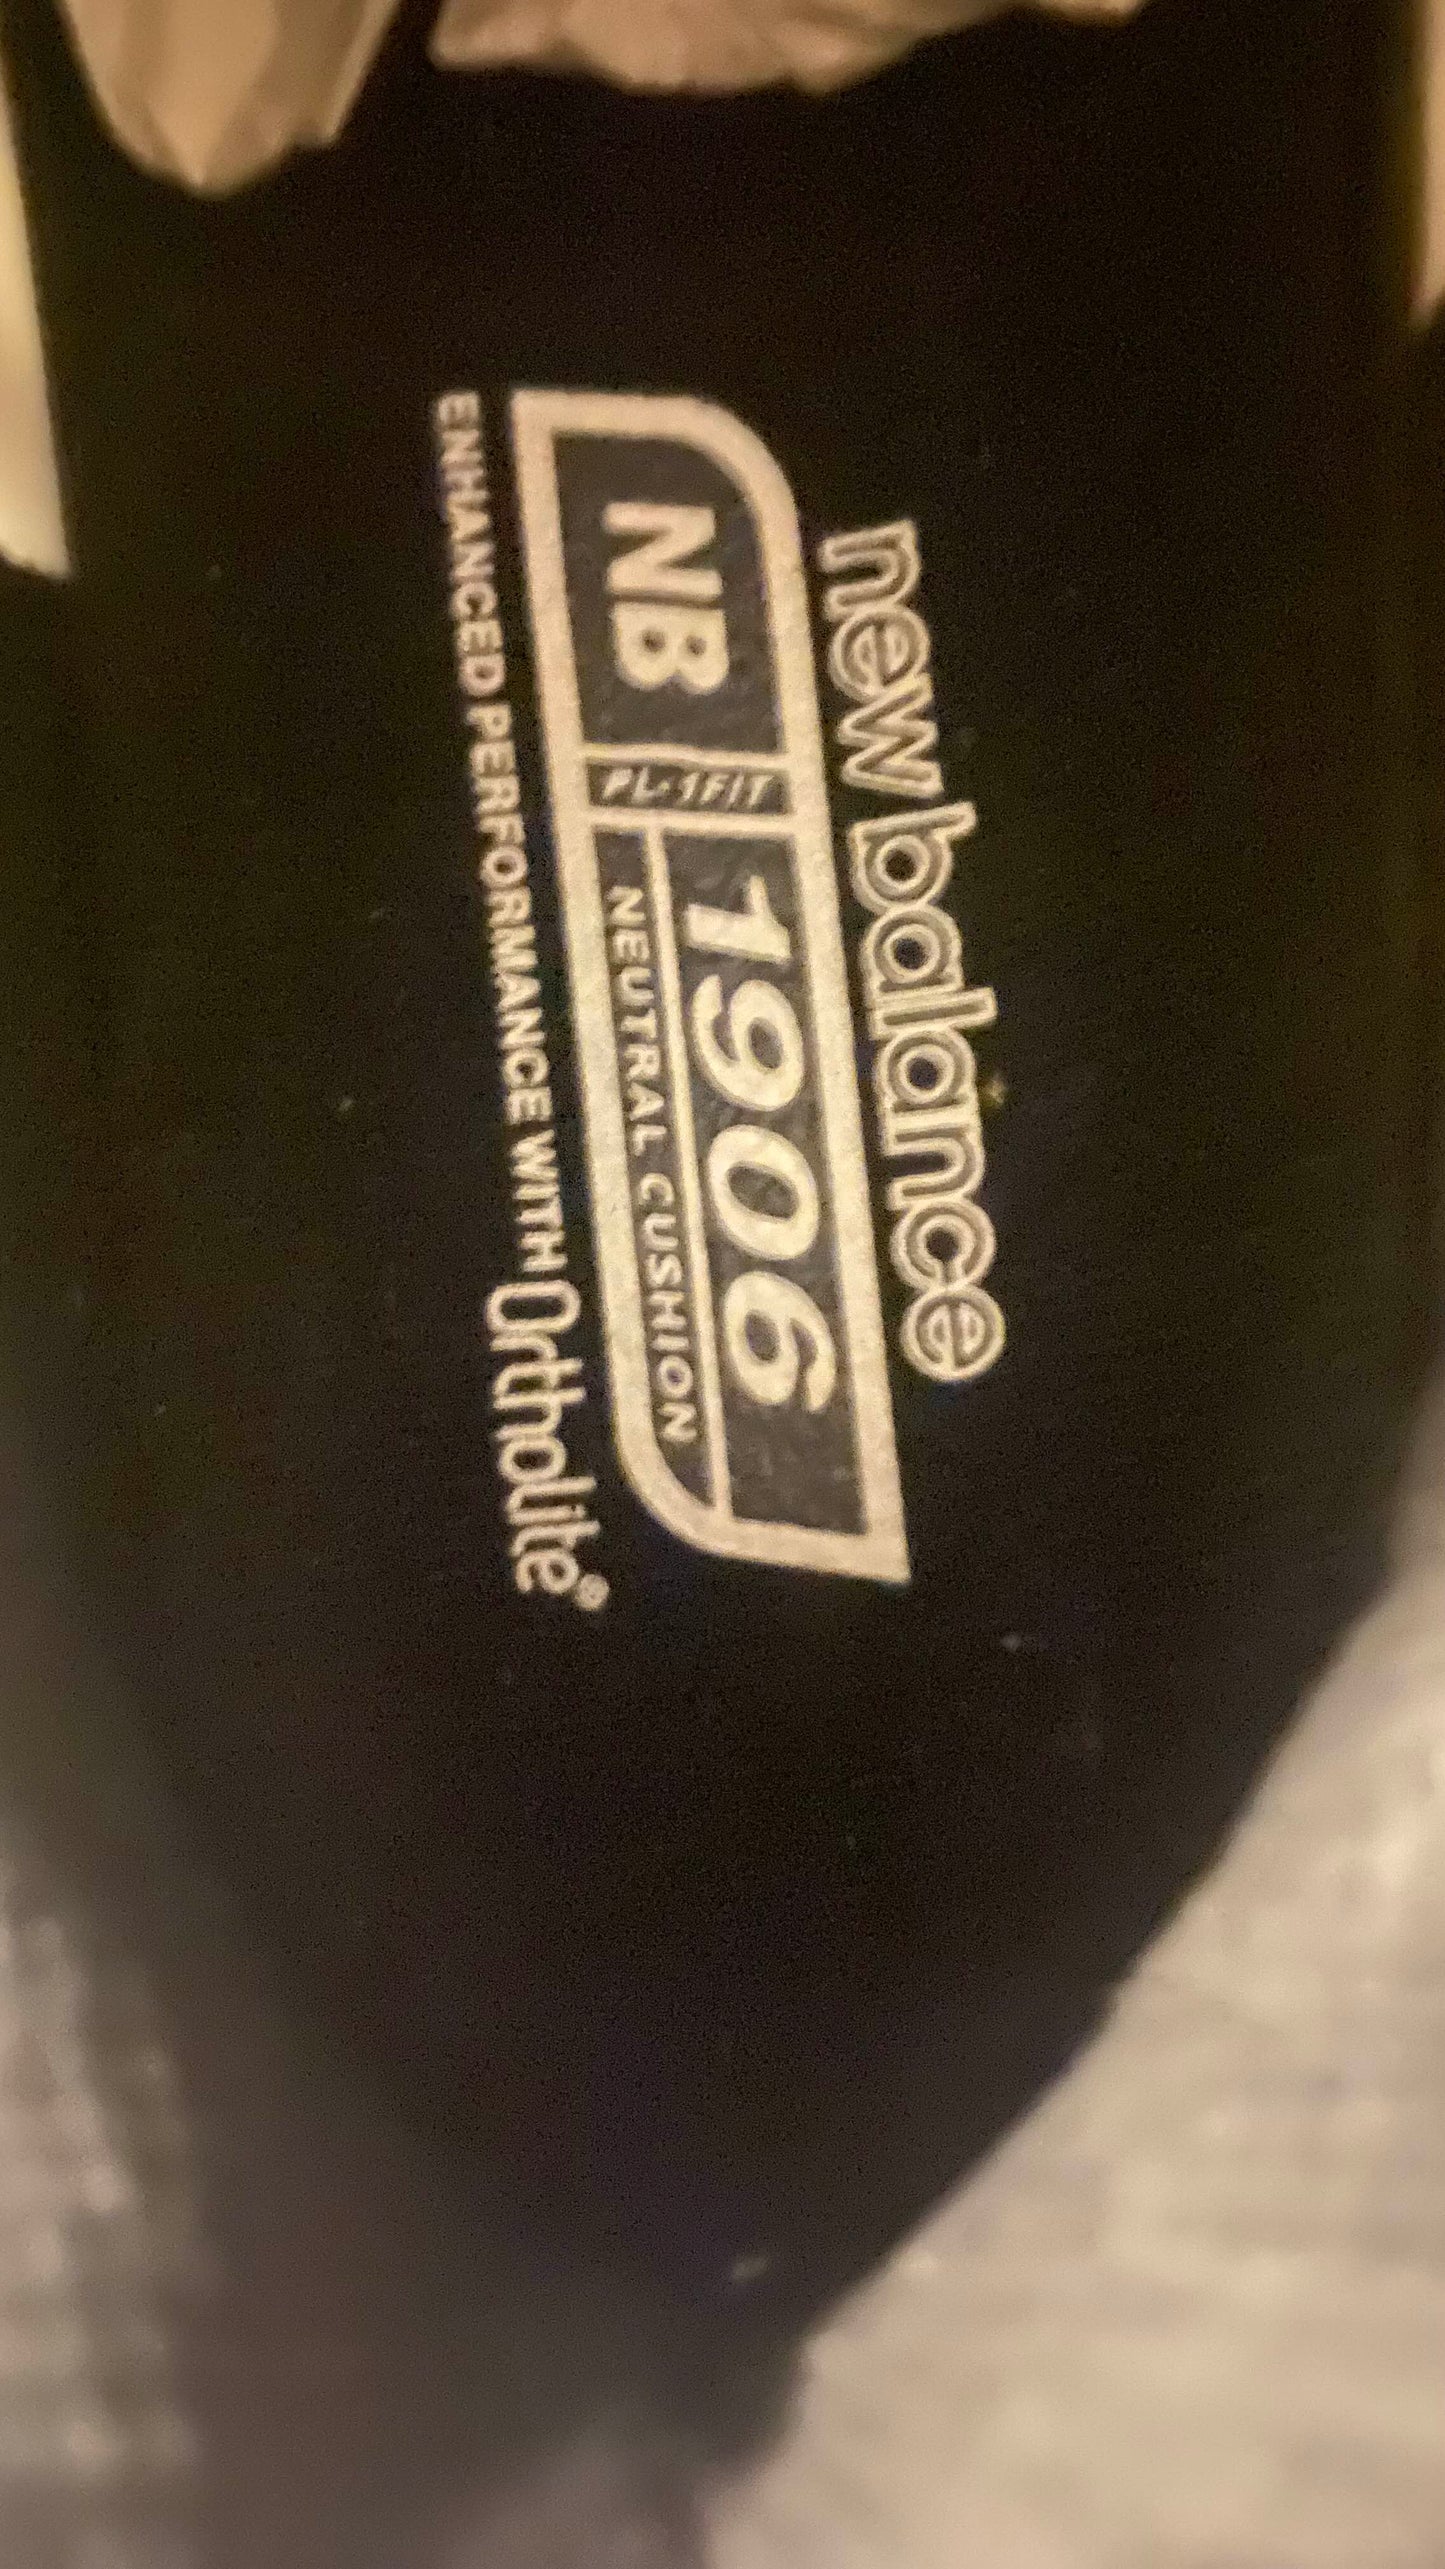 new balance
NB
PL-1FIT
1906
NEUTRAL CUSHION
ENHANCED PERFORMANCE WITH Ortholite®